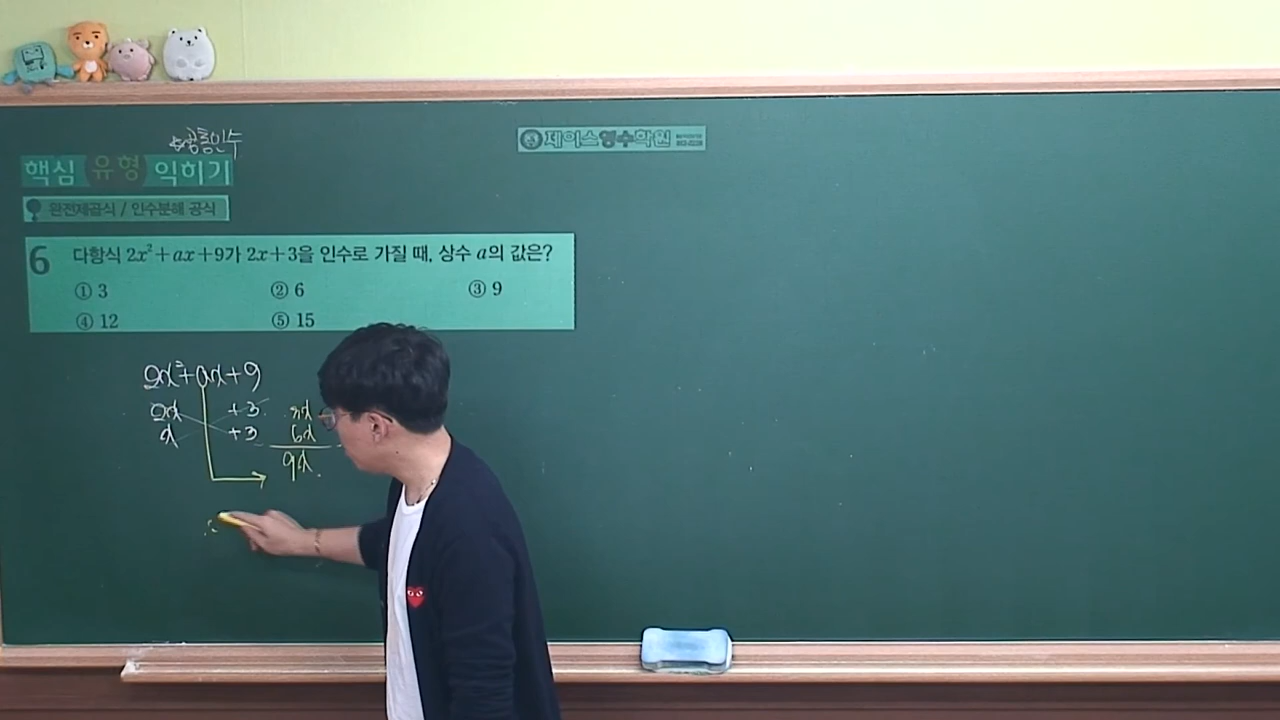 공통인수
제이스영수학원
핵심 유형 익히기
완전제곱식 / 인수분해 공식
6 다항식 2x²+ax+9가 2x+3을 인수로 가질 때, 상수 a의 값은?
① 3 ② 6 ③ 9
④ 12 ⑤ 15
2x²+ax+9
2x +3 3x
x +3 6x
9x